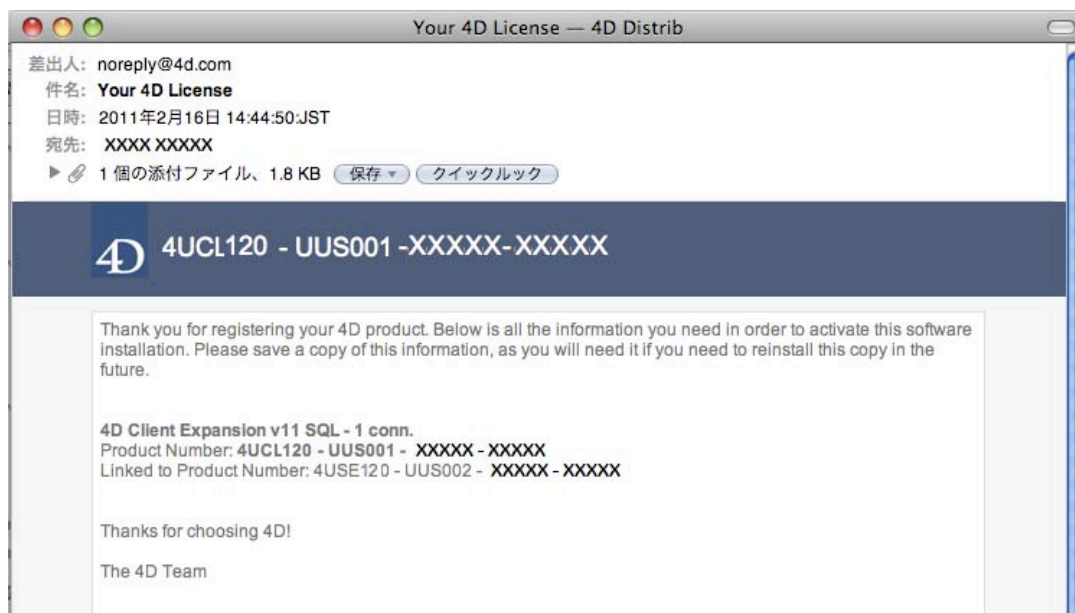 Your 4D License — 4D Distrib
差出人: noreply@4d.com
件名: Your 4D License
日時: 2011年2月16日 14:44:50:JST
宛先: XXXX XXXXX
1 個の添付ファイル、1.8 KB 保存 クイックルック
4D 4UCL120 - UUS001 -XXXXX-XXXXX
Thank you for registering your 4D product. Below is all the information you need in order to activate this software
installation. Please save a copy of this information, as you will need it if you need to reinstall this copy in the
future.
4D Client Expansion v11 SQL - 1 conn.
Product Number: 4UCL120 - UUS001 - XXXXX - XXXXX
Linked to Product Number: 4USE120 - UUS002 - XXXXX - XXXXX
Thanks for choosing 4D!
The 4D Team